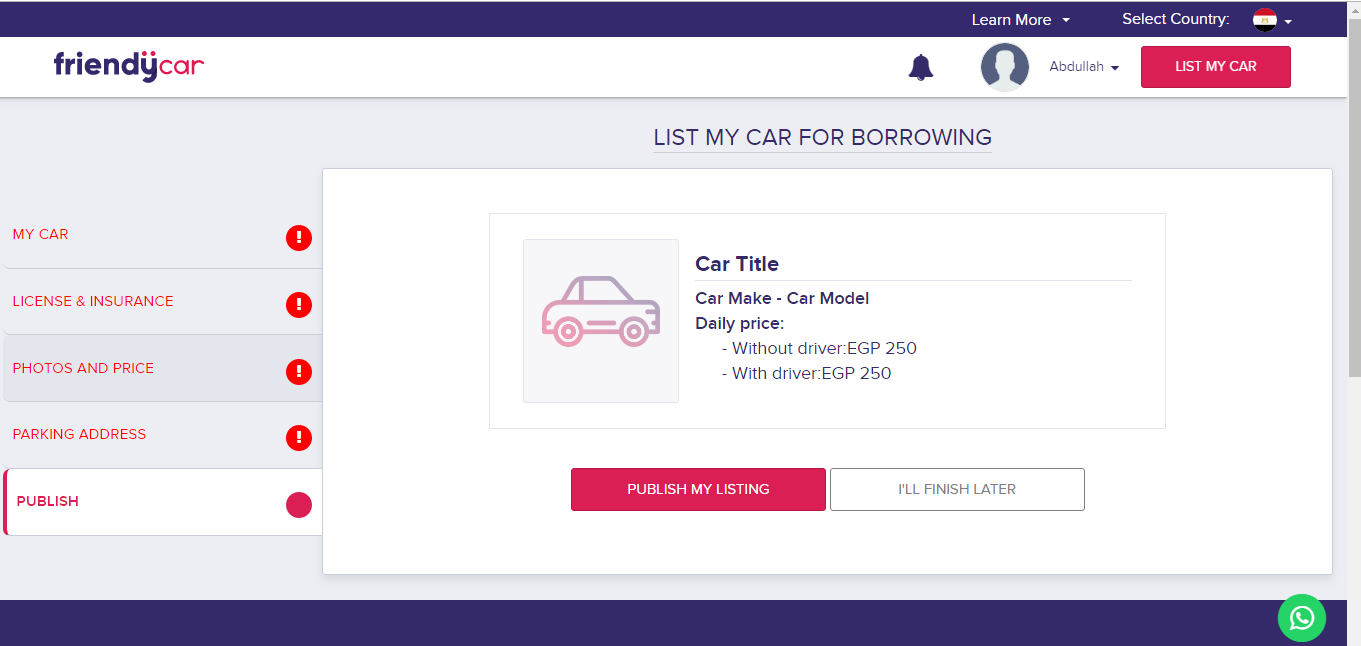 Learn More
Select Country:
friendycar
Abdullah
LIST MY CAR
LIST MY CAR FOR BORROWING
MY CAR
LICENSE & INSURANCE
PHOTOS AND PRICE
PARKING ADDRESS
PUBLISH
Car Title
Car Make - Car Model
Daily price:
- Without driver:EGP 250
- With driver:EGP 250
PUBLISH MY LISTING
I'LL FINISH LATER